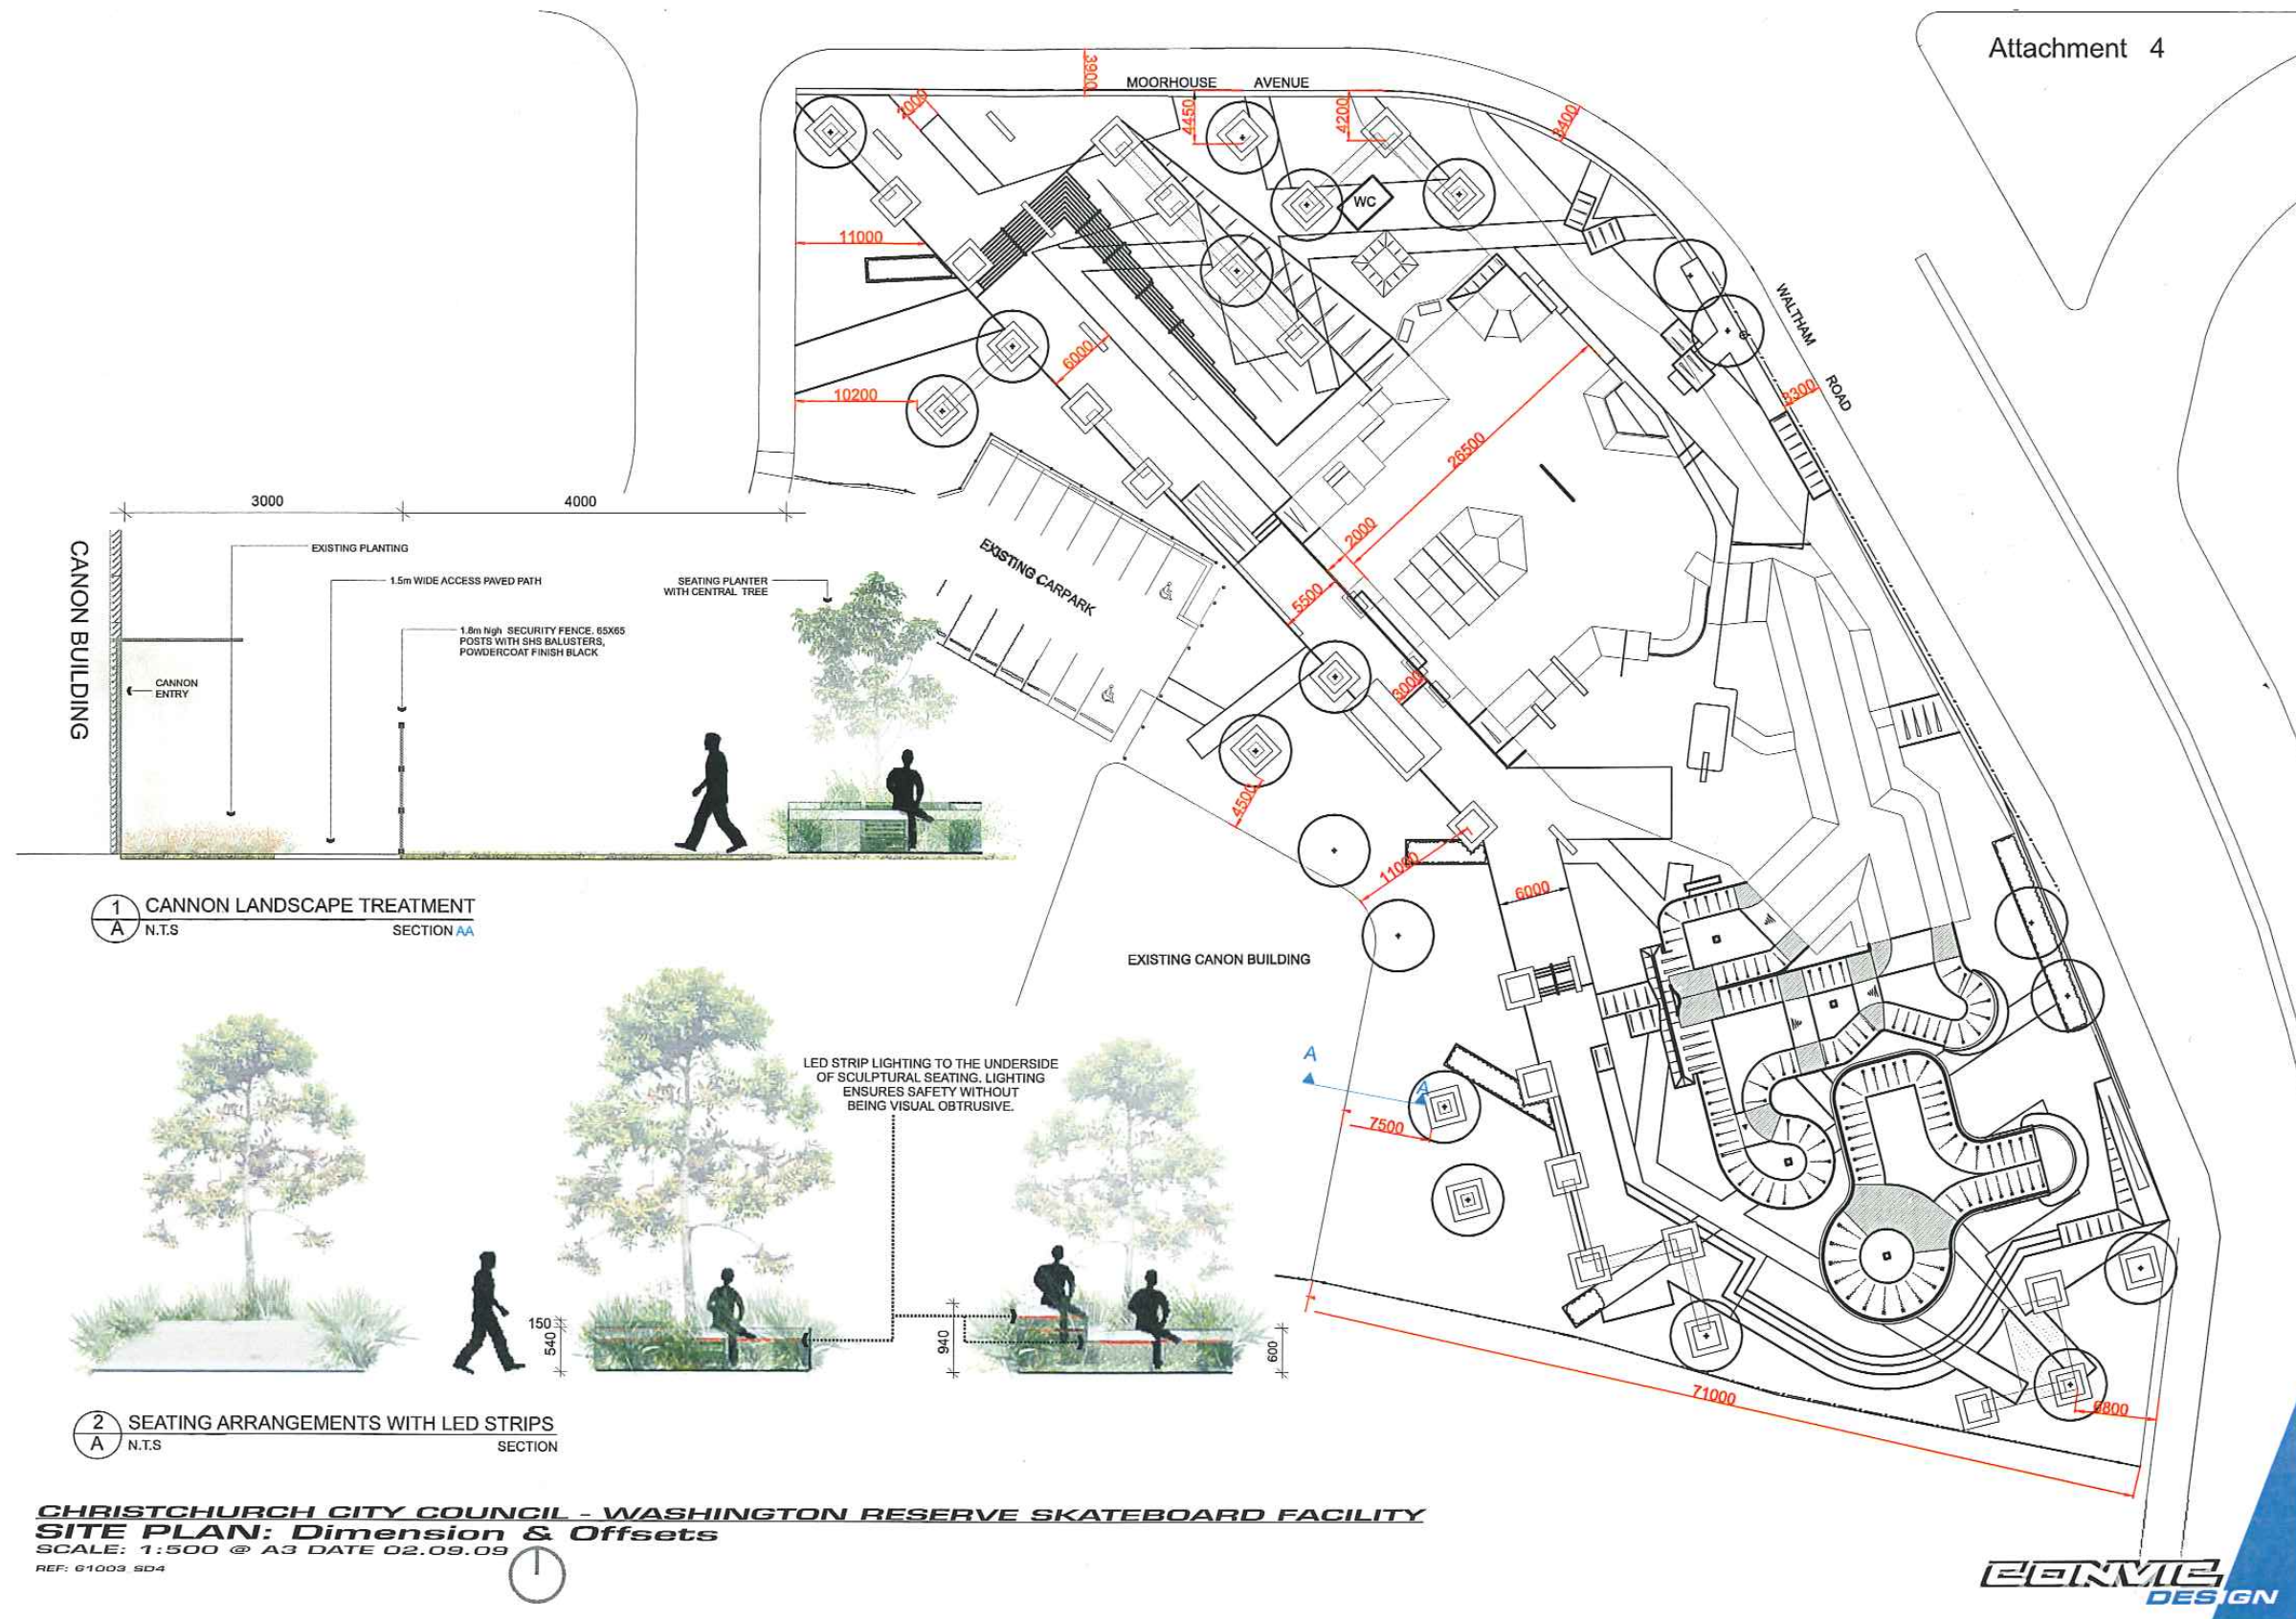 Attachment 4
MOORHOUSE AVENUE
3900
4450
4200
3400
2000
WC
11000
10200
6000
WALTHAM ROAD
3300
26500
2000
5500
3000
EXISTING CARPARK
4500
11000
6000
EXISTING CANON BUILDING
A
A
7500
71000
6800
3000
4000
CANON BUILDING
EXISTING PLANTING
1.5m WIDE ACCESS PAVED PATH
SEATING PLANTER
WITH CENTRAL TREE
1.8m high SECURITY FENCE. 65X65
POSTS WITH SHS BALUSTERS,
POWDERCOAT FINISH BLACK
CANNON
ENTRY
1
A
CANNON LANDSCAPE TREATMENT
N.T.S
SECTION AA
LED STRIP LIGHTING TO THE UNDERSIDE
OF SCULPTURAL SEATING. LIGHTING
ENSURES SAFETY WITHOUT
BEING VISUAL OBTRUSIVE.
150
540
940
600
2
A
SEATING ARRANGEMENTS WITH LED STRIPS
N.T.S
SECTION
CHRISTCHURCH CITY COUNCIL - WASHINGTON RESERVE SKATEBOARD FACILITY
SITE PLAN: Dimension & Offsets
SCALE: 1:500 @ A3 DATE 02.09.09
REF: 61003 SD4
CONVIC
DESIGN